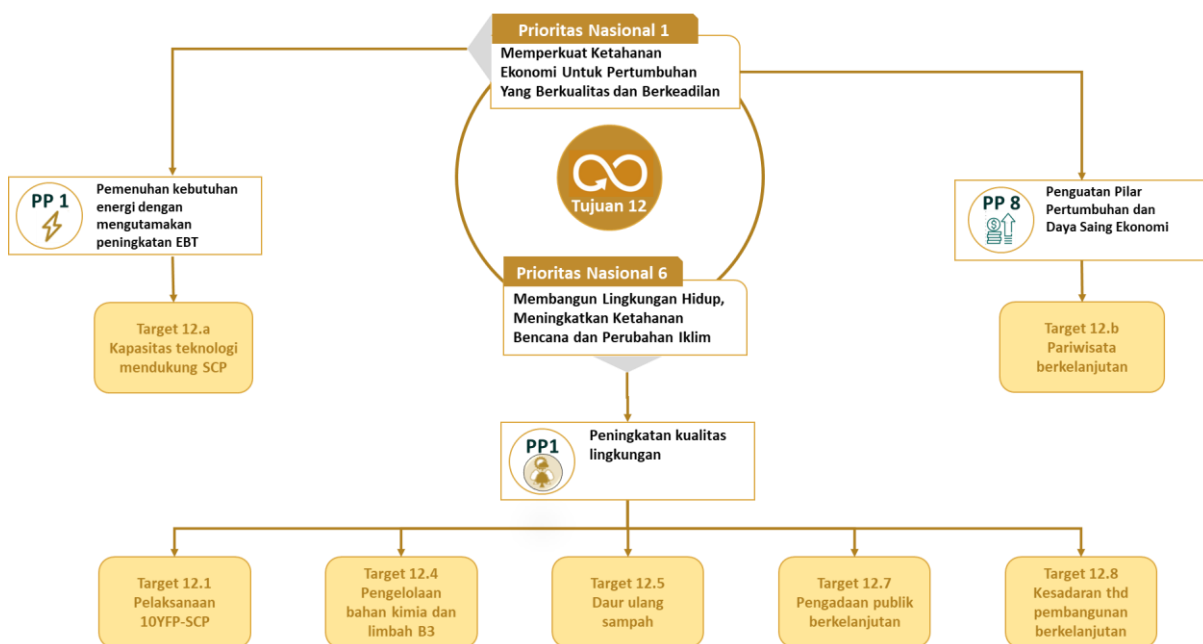 Prioritas Nasional 1
Memperkuat Ketahanan
Ekonomi Untuk Pertumbuhan
Yang Berkualitas dan Berkeadilan
Tujuan 12
PP 1
Pemenuhan kebutuhan
energi dengan
mengutamakan
peningkatan EBT
PP 8
Penguatan Pilar
Pertumbuhan dan
Daya Saing Ekonomi
Prioritas Nasional 6
Membangun Lingkungan Hidup,
Meningkatkan Ketahanan
Bencana dan Perubahan Iklim
Target 12.a
Kapasitas teknologi
mendukung SCP
Target 12.b
Pariwisata
berkelanjutan
PP1
Peningkatan kualitas
lingkungan
Target 12.1
Pelaksanaan
10YFP-SCP
Target 12.4
Pengelolaan
bahan kimia dan
limbah B3
Target 12.5
Daur ulang
sampah
Target 12.7
Pengadaan publik
berkelanjutan
Target 12.8
Kesadaran thd
pembangunan
berkelanjutan